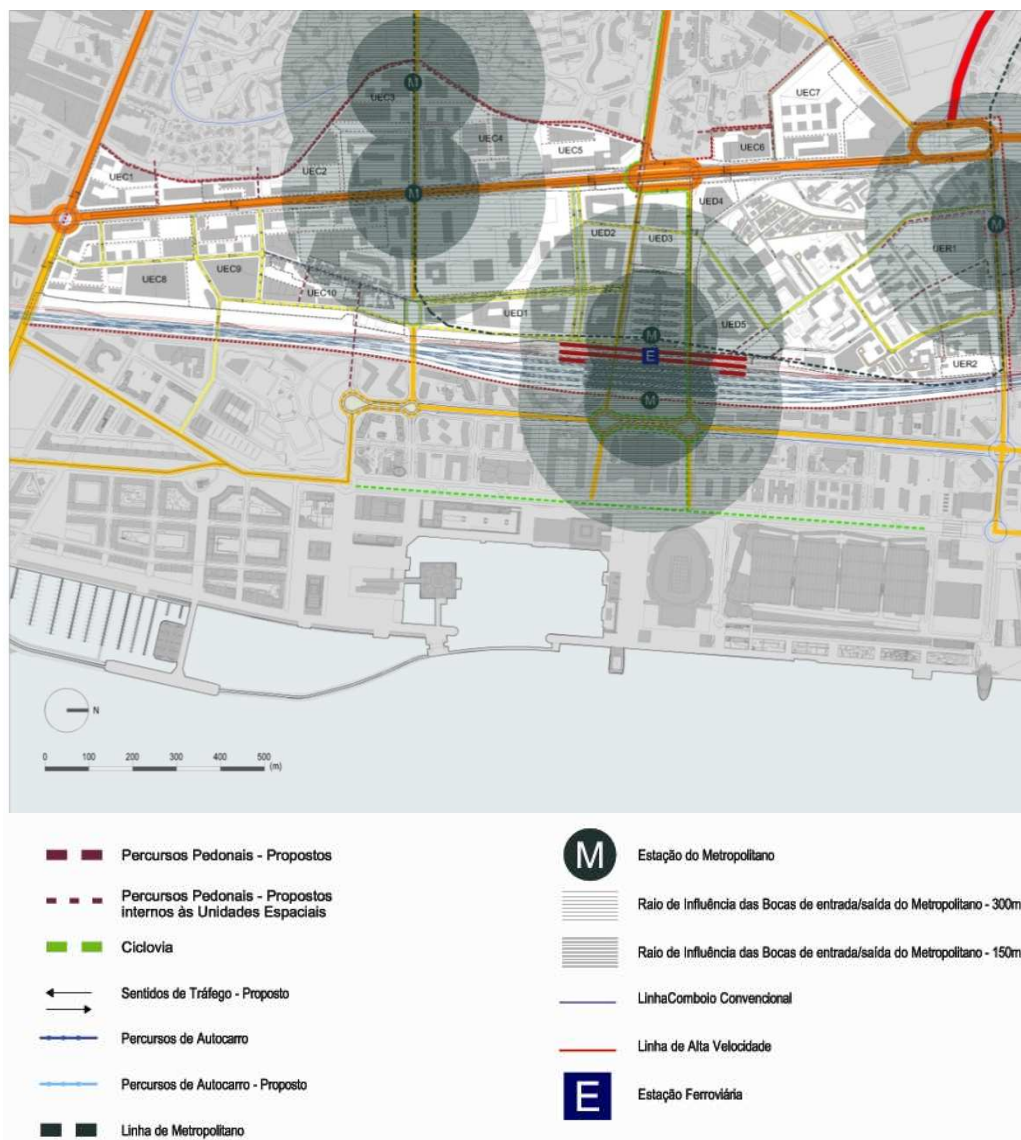 M
UEC3
UEC7
UEC4
UEC6
UEC5
UEC2
UEC1
M
UED4
M
UED2
UED3
UER1
UEC8
UEC9
UEC10
UED1
UED5
M
E
UER2
M
N
0 100 200 300 400 500
(m)
Percursos Pedonais - Propostos
Percursos Pedonais - Propostos
internos às Unidades Espaciais
Ciclovia
Sentidos de Tráfego - Proposto
Percursos de Autocarro
Percursos de Autocarro - Proposto
Linha de Metropolitano
M Estação do Metropolitano
Raio de Influência das Bocas de entrada/saída do Metropolitano - 300m
Raio de Influência das Bocas de entrada/saída do Metropolitano - 150m
LinhaComboio Convencional
Linha de Alta Velocidade
E Estação Ferroviária